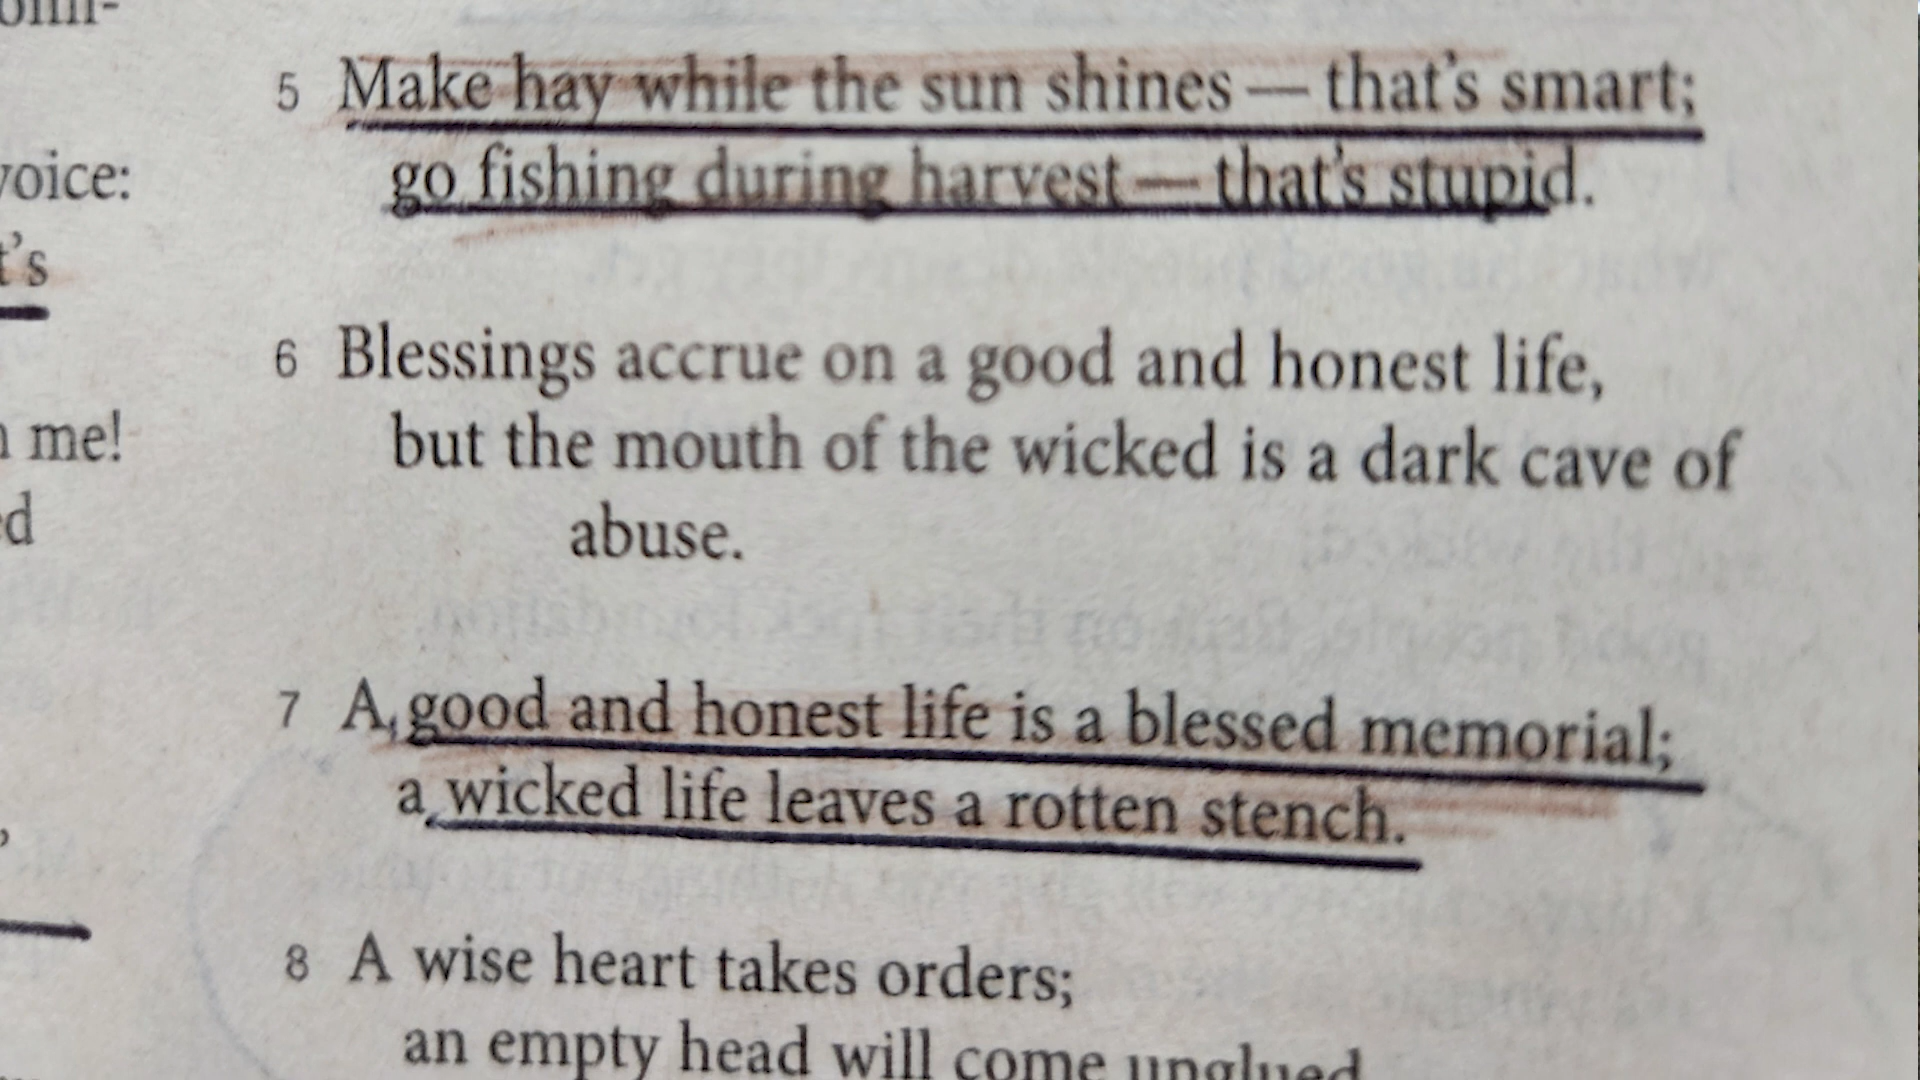 voice:
t's
me!
5 Make hay while the sun shines — that's smart;
go fishing during harvest — that's stupid.
6 Blessings accrue on a good and honest life,
but the mouth of the wicked is a dark cave of
abuse.
7 A good and honest life is a blessed memorial;
a wicked life leaves a rotten stench.
8 A wise heart takes orders;
an empty head will come unglued